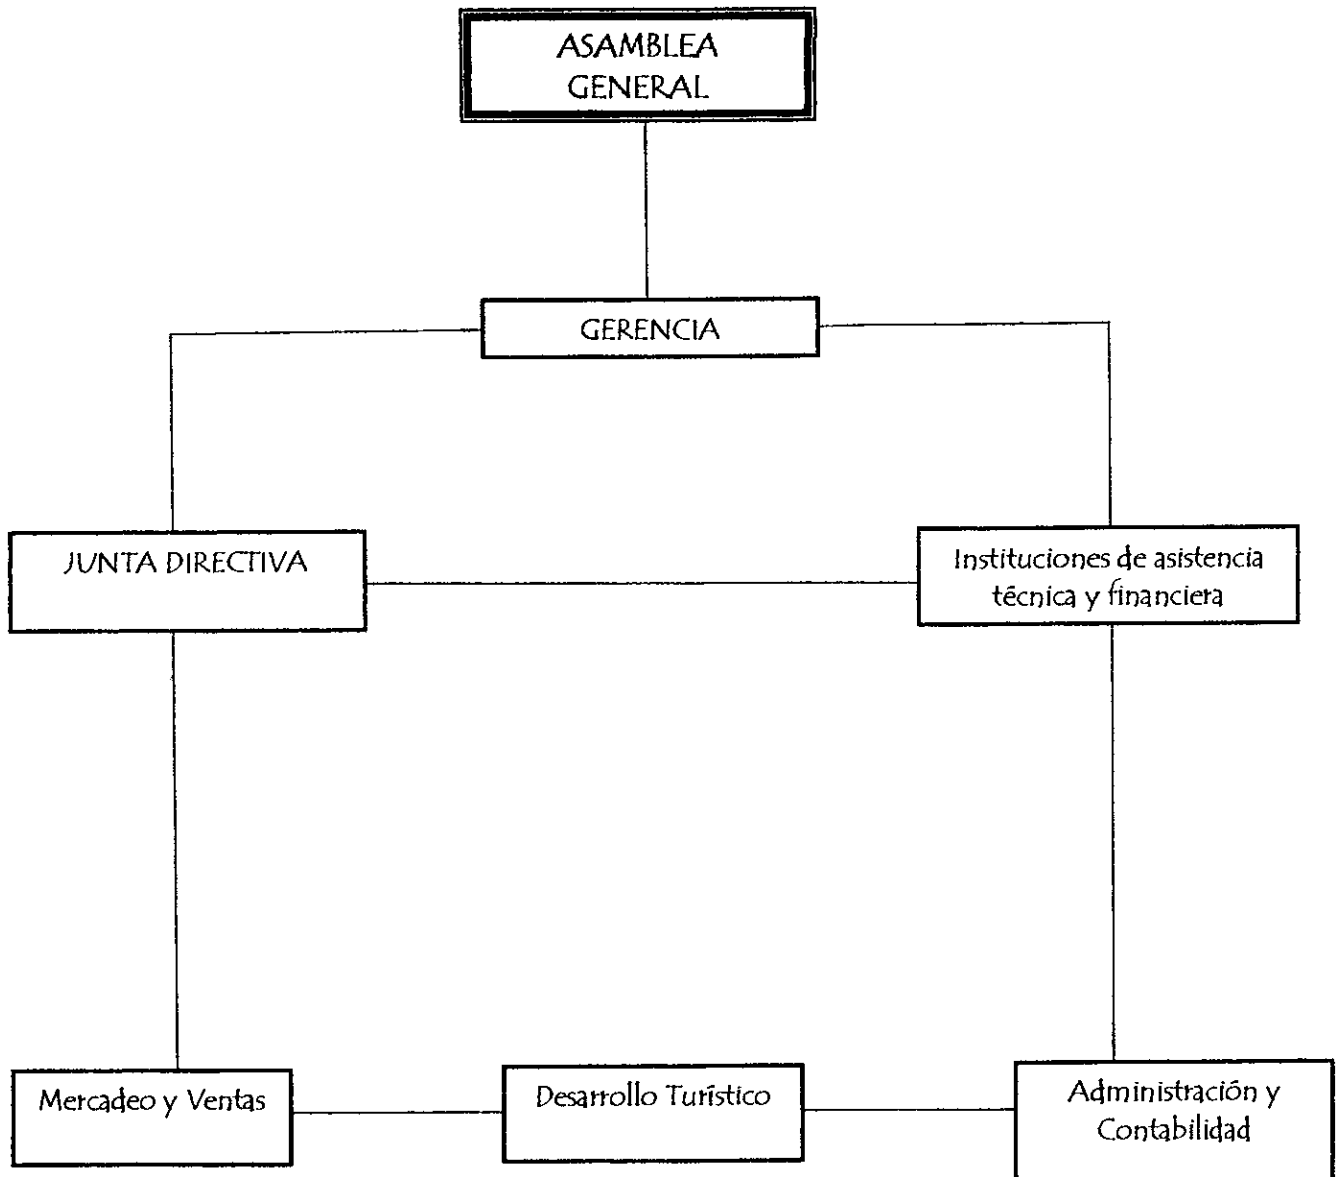 ASAMBLEA
GENERAL
GERENCIA
JUNTA DIRECTIVA
Instituciones de asistencia
técnica y financiera
Mercadeo y Ventas
Desarrollo Turístico
Administración y
Contabilidad